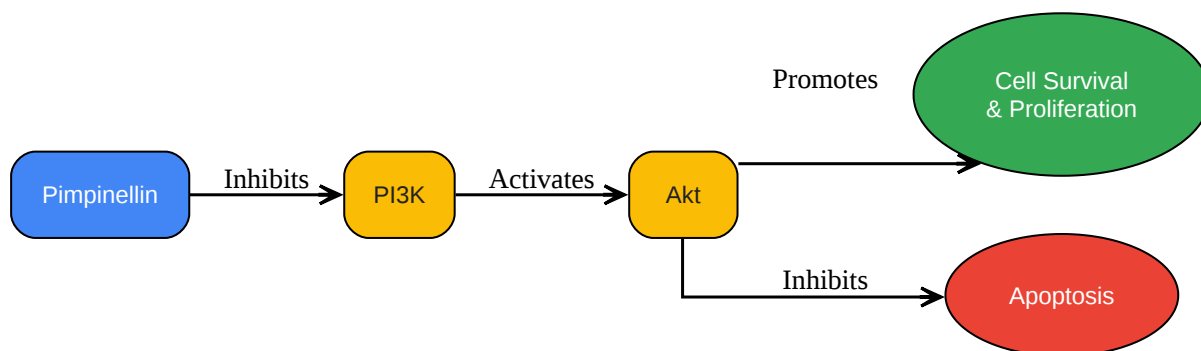 Promotes
Cell Survival
& Proliferation
Pimpinellin
Inhibits
PI3K
Activates
Akt
Inhibits
Apoptosis